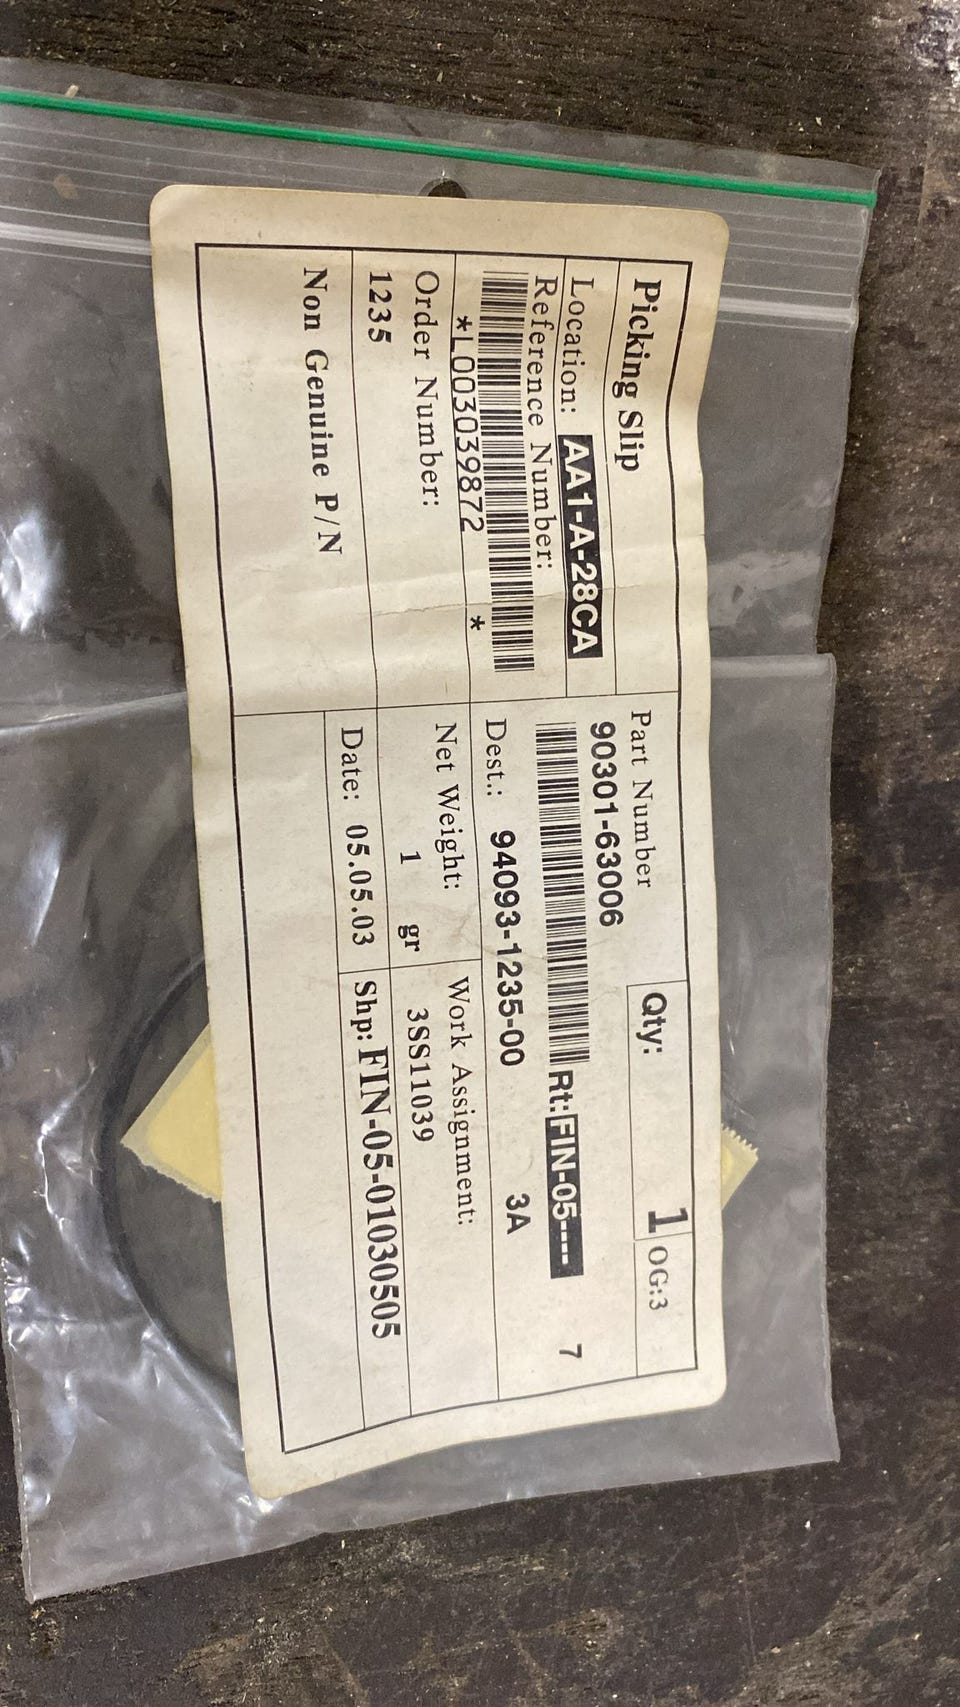 Picking Slip
Location: AA1-A-28CA
Reference Number:
*L003039872 *
Order Number:
1235
Non Genuine P/N
Part Number
90301-63006
Qty: 1
OG:3
Rt:FIN-05----
7
Dest.: 94093-1235-00 3A
Net Weight:
1 gr
Work Assignment:
3SS11039
Date: 05.05.03
Shp: FIN-05-01030505